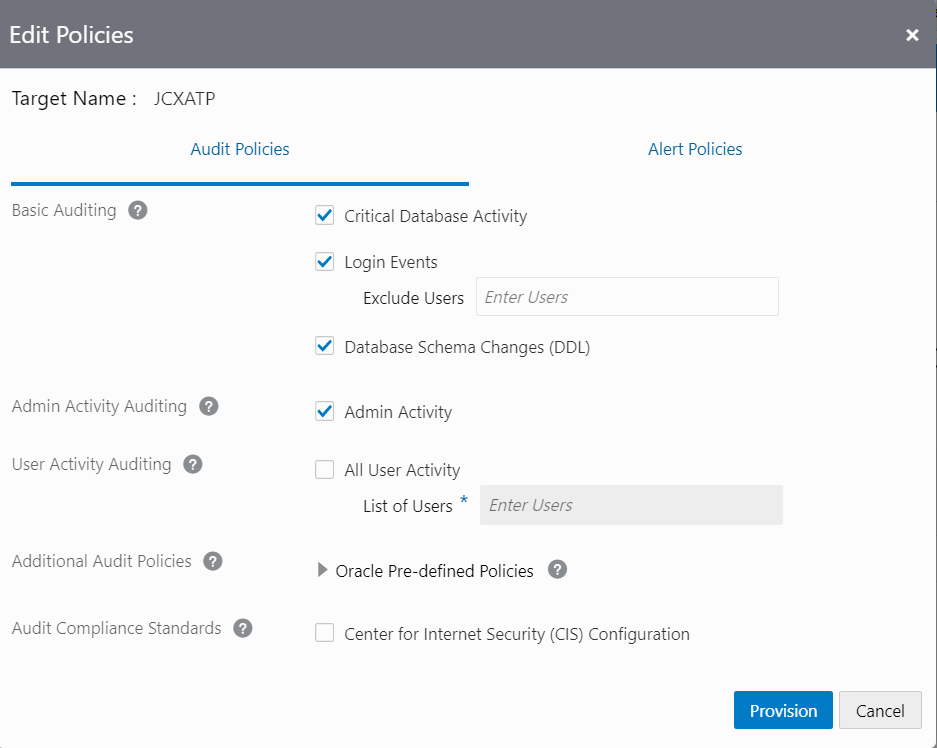 Edit Policies
Target Name : JCXATP
Audit Policies Alert Policies
Basic Auditing ? Critical Database Activity
Login Events
Exclude Users Enter Users
Database Schema Changes (DDL)
Admin Activity Auditing ? Admin Activity
User Activity Auditing ? All User Activity
List of Users * Enter Users
Additional Audit Policies ? Oracle Pre-defined Policies ?
Audit Compliance Standards ? Center for Internet Security (CIS) Configuration
Provision Cancel